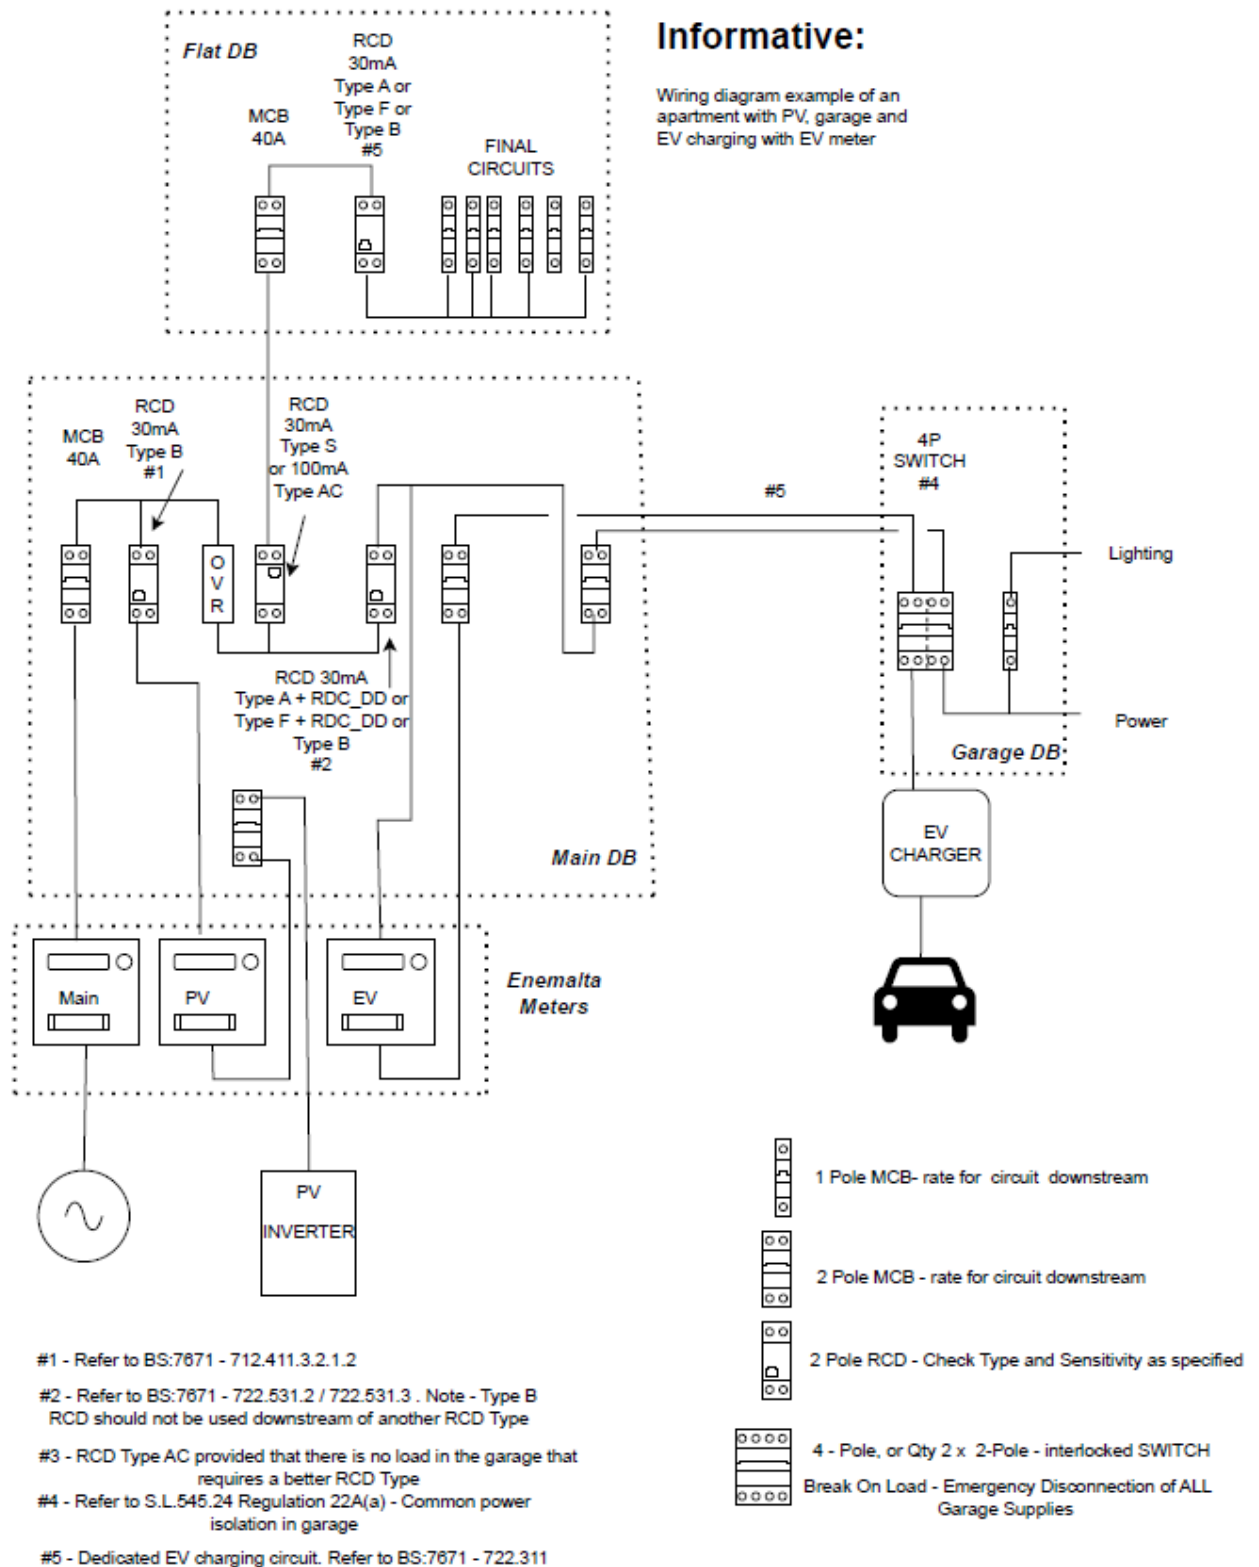 Informative:
Wiring diagram example of an
apartment with PV, garage and
EV charging with EV meter
Flat DB
RCD
30mA
Type A or
Type F or
Type B
#5
MCB
40A
FINAL
CIRCUITS
MCB
40A
RCD
30mA
Type B
#1
RCD
30mA
Type S
or 100mA
Type AC
O
V
R
RCD 30mA
Type A + RDC_DD or
Type F + RDC_DD or
Type B
#2
Main DB
#5
4P
SWITCH
#4
Lighting
Power
Garage DB
EV
CHARGER
Main
PV
EV
Enemalta
Meters
PV
INVERTER
1 Pole MCB- rate for circuit downstream
2 Pole MCB - rate for circuit downstream
2 Pole RCD - Check Type and Sensitivity as specified
4 - Pole, or Qty 2 x 2-Pole - interlocked SWITCH
Break On Load - Emergency Disconnection of ALL
Garage Supplies
#1 - Refer to BS:7671 - 712.411.3.2.1.2
#2 - Refer to BS:7671 - 722.531.2 / 722.531.3 . Note - Type B
RCD should not be used downstream of another RCD Type
#3 - RCD Type AC provided that there is no load in the garage that
requires a better RCD Type
#4 - Refer to S.L.545.24 Regulation 22A(a) - Common power
isolation in garage
#5 - Dedicated EV charging circuit. Refer to BS:7671 - 722.311